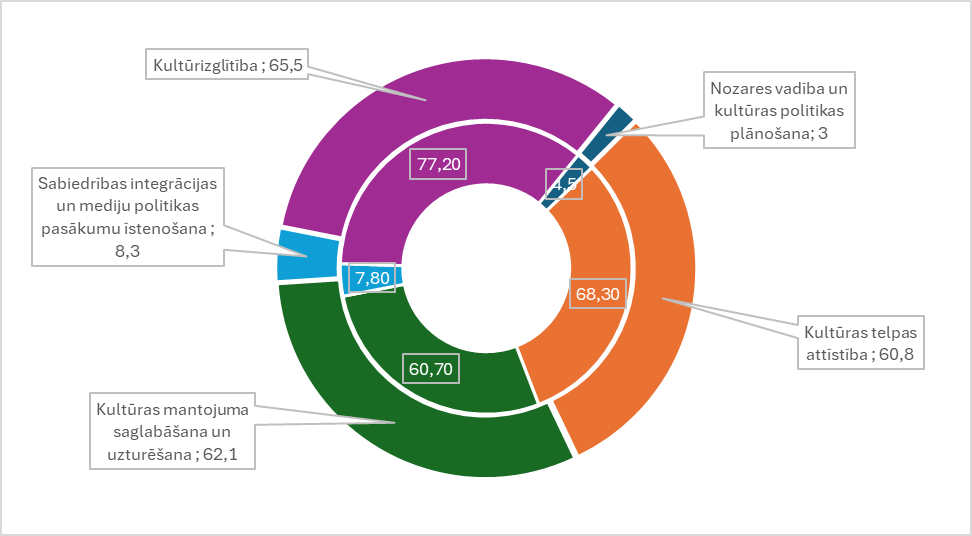 Kultūrizglītība ; 65,5
Nozares vadība un
kultūras politikas
plānošana; 3
77,20
4,5
Sabiedrības integrācijas
un mediju politikas
pasākumu īstenošana ;
8,3
7,80
68,30
Kultūras telpas
attīstība ; 60,8
60,70
Kultūras mantojuma
saglabāšana un
uzturēšana ; 62,1